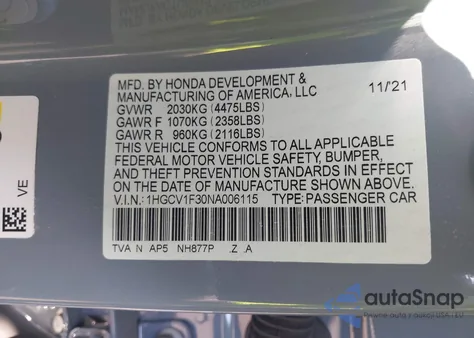 MFD. BY HONDA DEVELOPMENT &
MANUFACTURING OF AMERICA, LLC 11/21
GVWR 2030KG (4475LBS)
GAWR F 1070KG (2358LBS)
GAWR R 960KG (2116LBS)
THIS VEHICLE CONFORMS TO ALL APPLICABLE
FEDERAL MOTOR VEHICLE SAFETY, BUMPER,
AND THEFT PREVENTION STANDARDS IN EFFECT
ON THE DATE OF MANUFACTURE SHOWN ABOVE.
V.I.N.: 1HGCV1F30NA006115 TYPE: PASSENGER CAR
TVA N AP5 NH877P .Z .A
VE
autoSnap